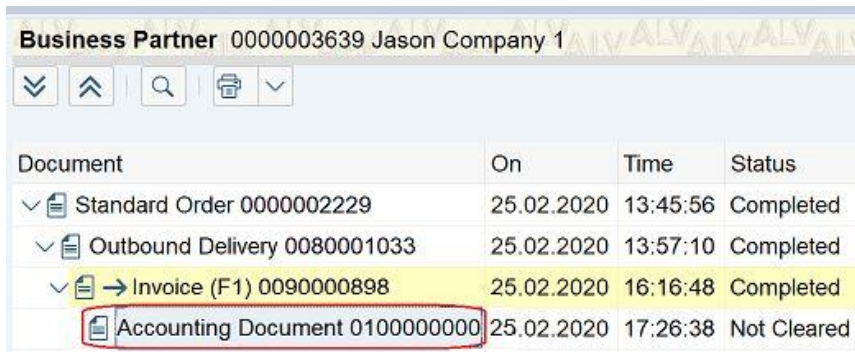 Business Partner 0000003639 Jason Company 1
Document On Time Status
Standard Order 0000002229 25.02.2020 13:45:56 Completed
Outbound Delivery 0080001033 25.02.2020 13:57:10 Completed
Invoice (F1) 0090000898 25.02.2020 16:16:48 Completed
Accounting Document 0100000000 25.02.2020 17:26:38 Not Cleared